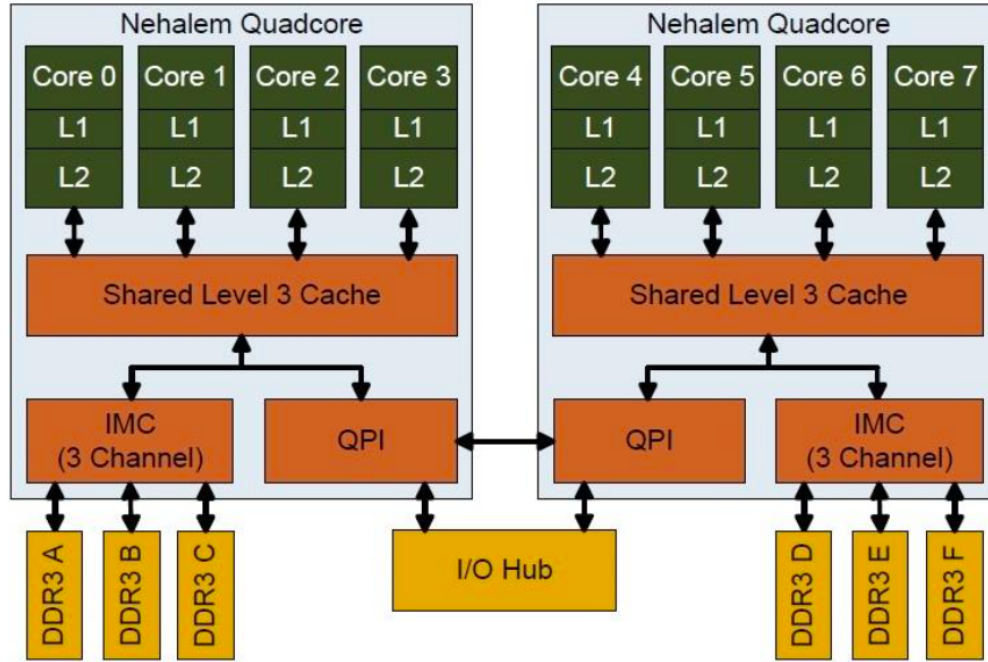 Nehalem Quadcore
Core 0 Core 1 Core 2 Core 3
L1 L1 L1 L1
L2 L2 L2 L2
Shared Level 3 Cache
IMC
(3 Channel)
QPI
DDR3 A
DDR3 B
DDR3 C
I/O Hub
Nehalem Quadcore
Core 4 Core 5 Core 6 Core 7
L1 L1 L1 L1
L2 L2 L2 L2
Shared Level 3 Cache
QPI
IMC
(3 Channel)
DDR3 D
DDR3 E
DDR3 F